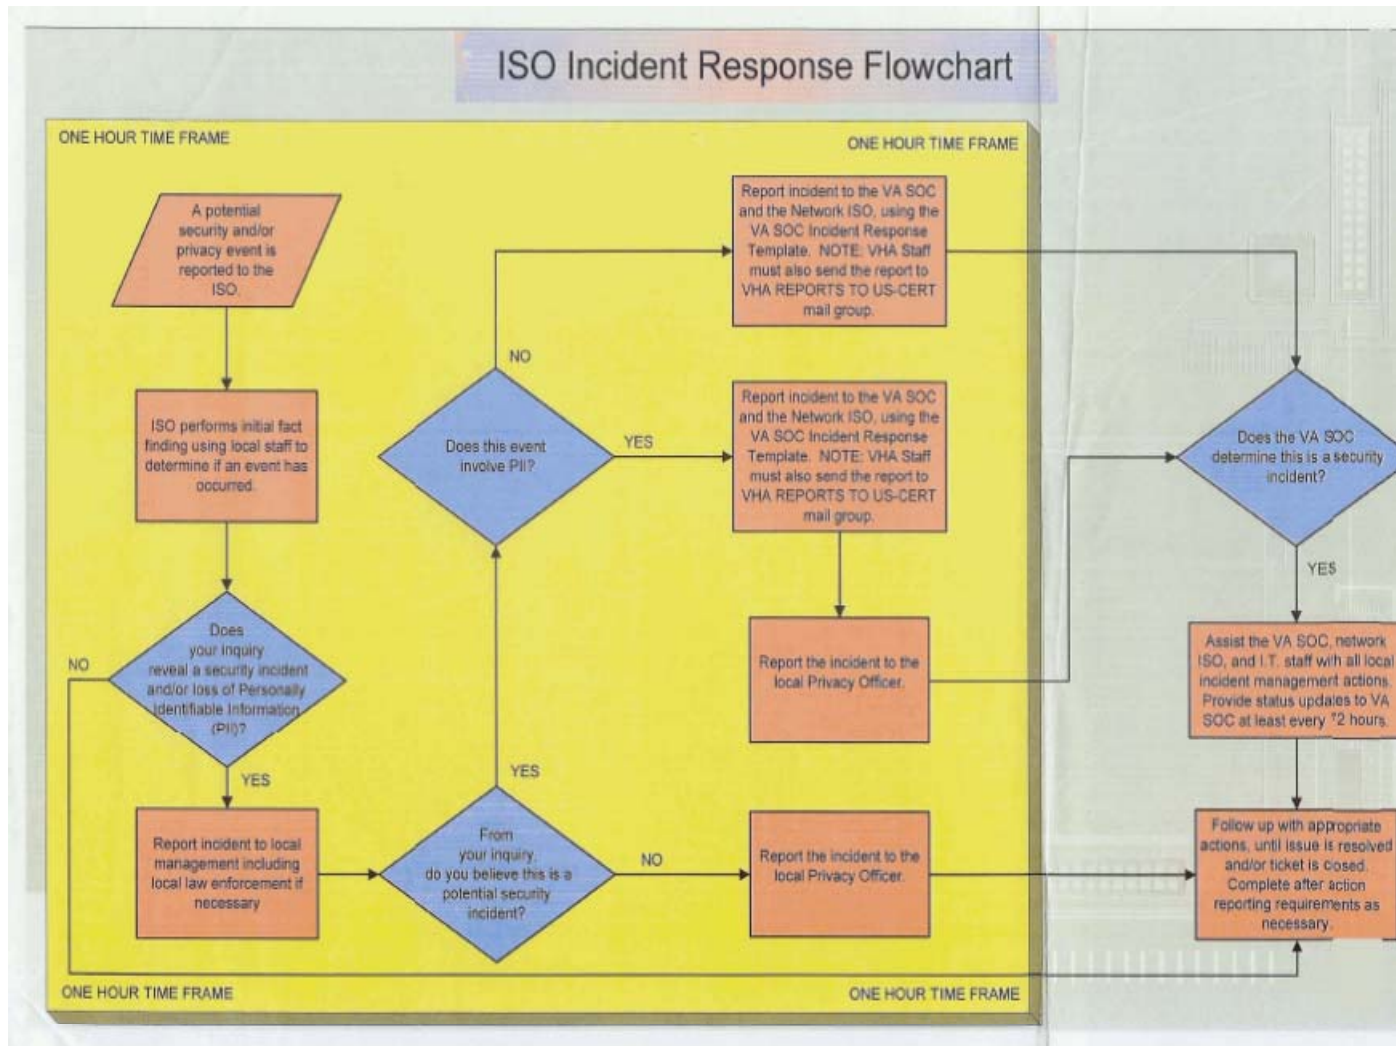 ISO Incident Response Flowchart
ONE HOUR TIME FRAME
ONE HOUR TIME FRAME
A potential
security and/or
privacy event is
reported to the
ISO.
ISO performs initial fact
finding using local staff to
determine if an event has
occurred.
Does
your inquiry
reveal a security incident
and/or loss of Personally
Identifiable Information
(PII)?
NO
YES
Report incident to local
management including
local law enforcement if
necessary
From
your inquiry,
do you believe this is a
potential security
incident?
YES
NO
Does this event
involve PII?
NO
YES
Report incident to the VA SOC
and the Network ISO, using the
VA SOC Incident Response
Template. NOTE: VHA Staff
must also send the report to
VHA REPORTS TO US-CERT
mail group.
Report incident to the VA SOC
and the Network ISO, using the
VA SOC Incident Response
Template. NOTE: VHA Staff
must also send the report to
VHA REPORTS TO US-CERT
mail group.
Report the incident to the
local Privacy Officer.
Report the incident to the
local Privacy Officer.
Does the VA SOC
determine this is a security
incident?
YES
Assist the VA SOC, network
ISO, and I.T. staff with all local
incident management actions.
Provide status updates to VA
SOC at least every 72 hours.
Follow up with appropriate
actions, until issue is resolved
and/or ticket is closed.
Complete after action
reporting requirements as
necessary.
ONE HOUR TIME FRAME
ONE HOUR TIME FRAME